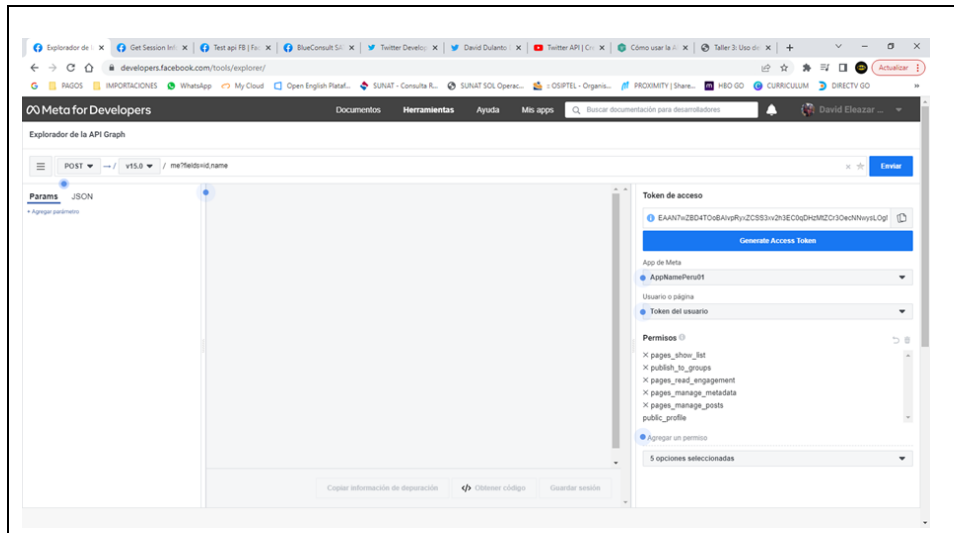 Explorador de l
Get Session Inf
Test api FB | Fac
BlueConsult SA
Twitter Develop
David Dulanto
Twitter API | Cr
Cómo usar la A
Taller 3: Uso de
developers.facebook.com/tools/explorer/
Actualizar
PAGOS
IMPORTACIONES
WhatsApp
My Cloud
Open English Plataf...
SUNAT - Consulta R...
SUNAT SOL Operac...
:: OSIPTEL - Organis...
PROXIMITY | Share...
HBO GO
CURRICULUM
DIRECTV GO
»
Meta for Developers
Documentos
Herramientas
Ayuda
Mis apps
Buscar documentación para desarrolladores
David Eleazar ...
Explorador de la API Graph
POST
→ /
v15.0
/
me?fields=id,name
Enviar
Params
JSON
+ Agregar parámetro
Token de acceso
Generate Access Token
App de Meta
AppNamePeru01
Usuario o página
Token del usuario
Permisos
× pages_show_list
× publish_to_groups
× pages_read_engagement
× pages_manage_metadata
× pages_manage_posts
public_profile
Agregar un permiso
5 opciones seleccionadas
Copiar información de depuración
</> Obtener código
Guardar sesión